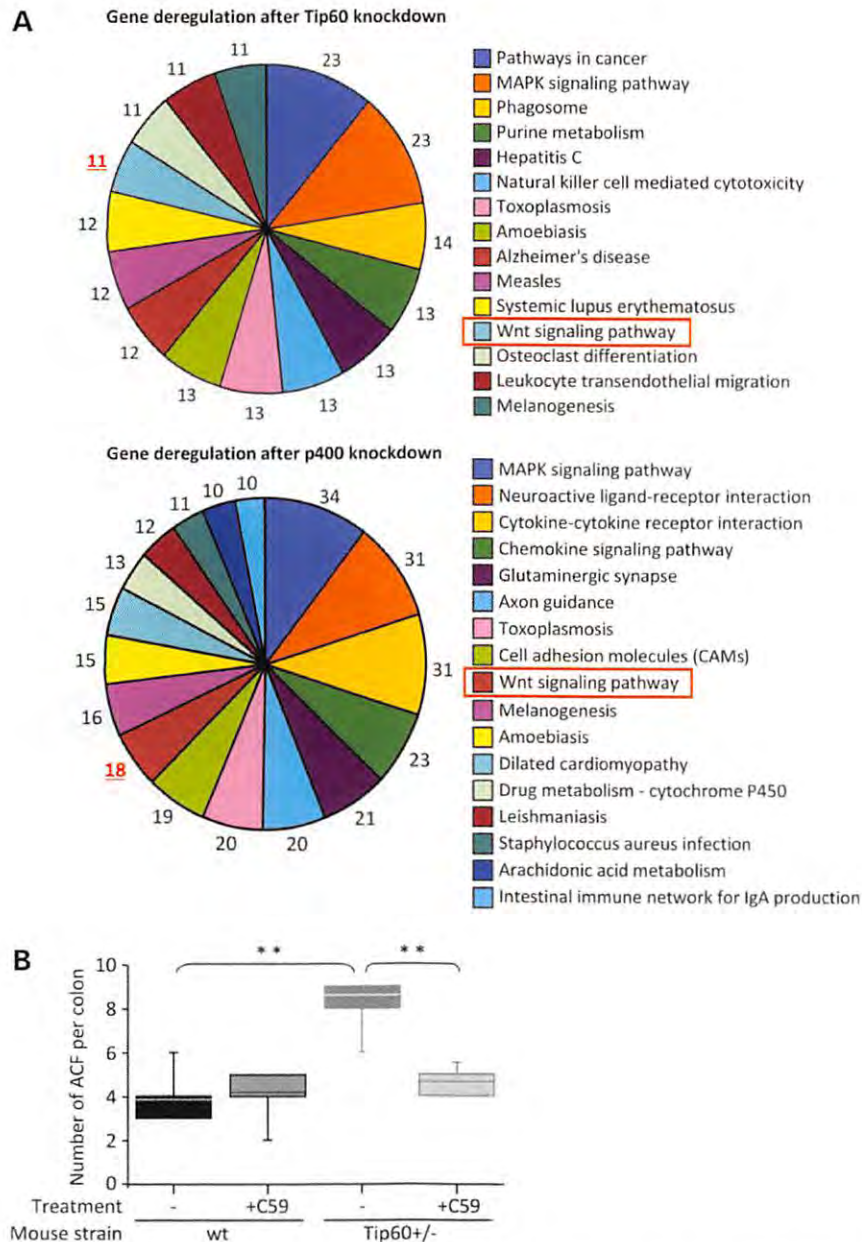 A
Gene deregulation after Tip60 knockdown
11
23
11
11
11
12
12
12
13
13
13
13
13
14
23
Pathways in cancer
MAPK signaling pathway
Phagosome
Purine metabolism
Hepatitis C
Natural killer cell mediated cytotoxicity
Toxoplasmosis
Amoebiasis
Alzheimer's disease
Measles
Systemic lupus erythematosus
Wnt signaling pathway
Osteoclast differentiation
Leukocyte transendothelial migration
Melanogenesis
Gene deregulation after p400 knockdown
10
34
10
11
12
13
15
15
16
18
19
20
20
21
23
31
31
MAPK signaling pathway
Neuroactive ligand-receptor interaction
Cytokine-cytokine receptor interaction
Chemokine signaling pathway
Glutaminergic synapse
Axon guidance
Toxoplasmosis
Cell adhesion molecules (CAMs)
Wnt signaling pathway
Melanogenesis
Amoebiasis
Dilated cardiomyopathy
Drug metabolism - cytochrome P450
Leishmaniasis
Staphylococcus aureus infection
Arachidonic acid metabolism
Intestinal immune network for IgA production
B
Number of ACF per colon
10
8
6
4
2
0
** **
Treatment - +C59 - +C59
Mouse strain wt Tip60+/-